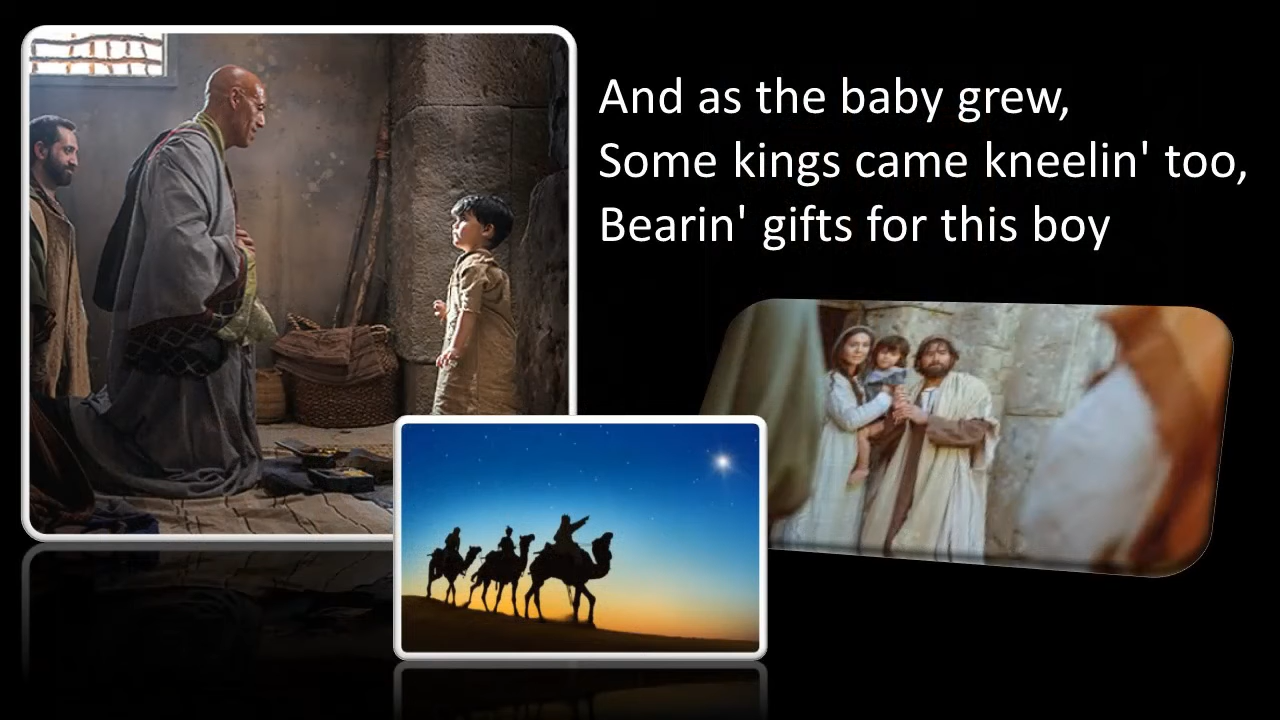 And as the baby grew,
Some kings came kneelin' too,
Bearin' gifts for this boy